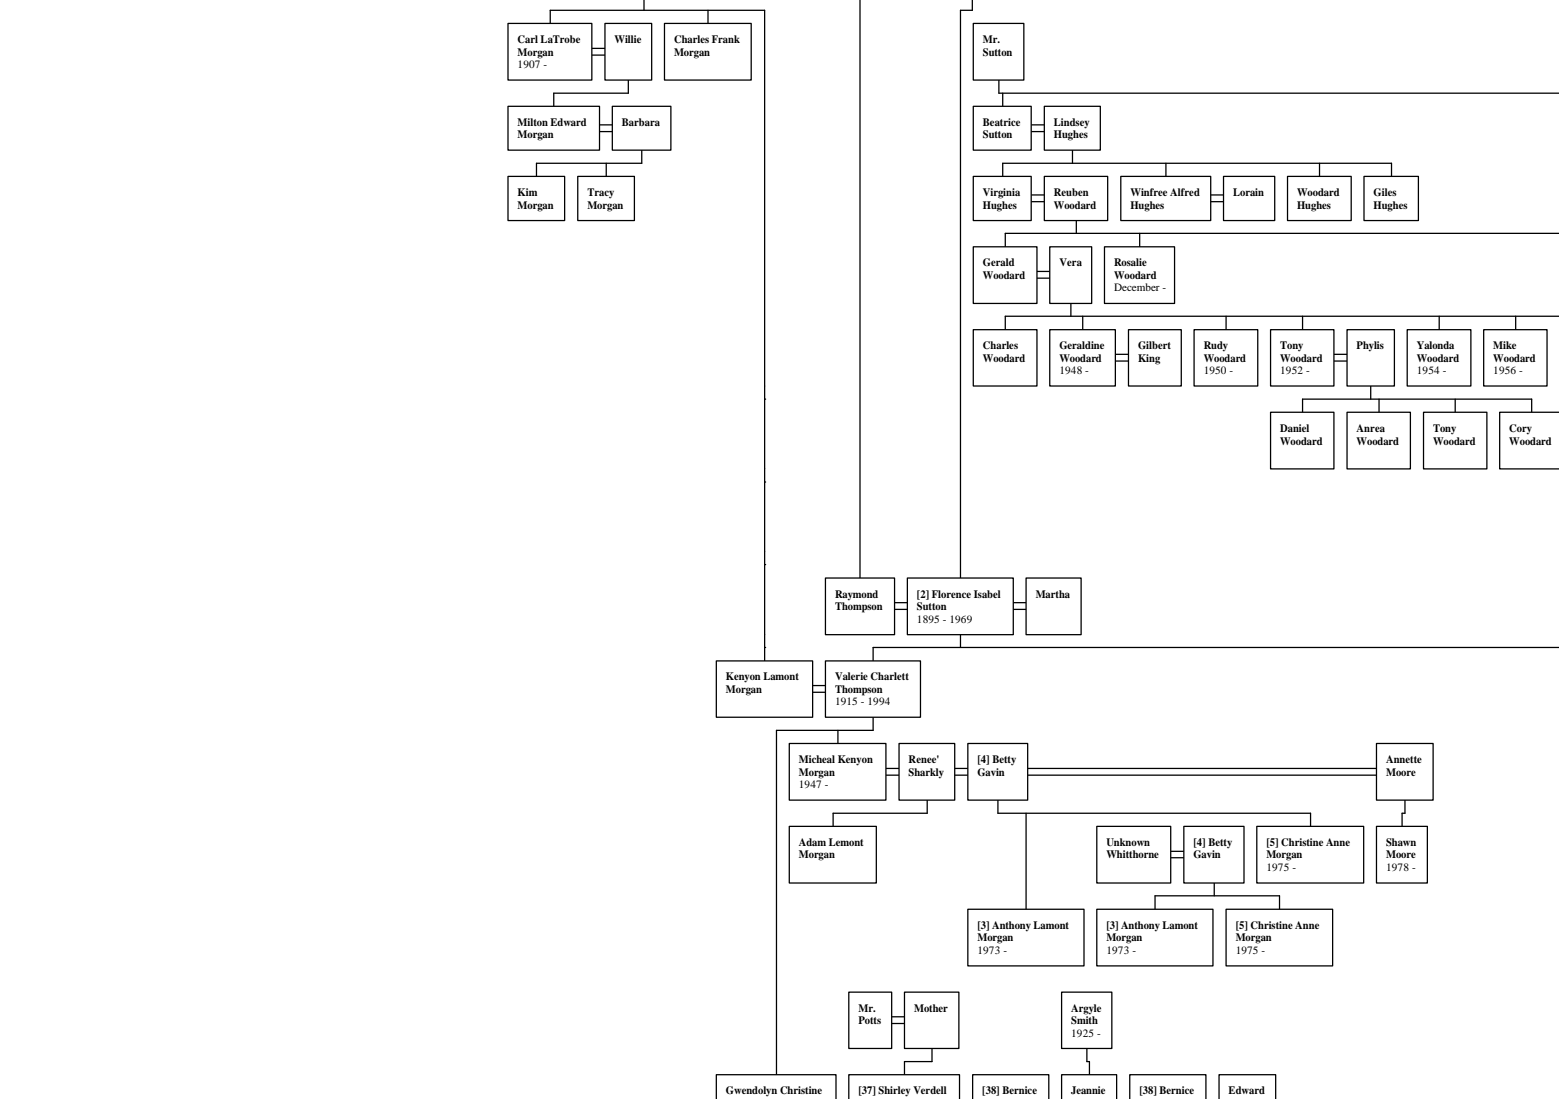 Carl LaTrobe
Morgan
1907 -
Willie
Charles Frank
Morgan
Mr.
Sutton
Milton Edward
Morgan
Barbara
Beatrice
Sutton
Lindsey
Hughes
Kim
Morgan
Tracy
Morgan
Virginia
Hughes
Reuben
Woodard
Winfree Alfred
Hughes
Lorain
Woodard
Hughes
Giles
Hughes
Gerald
Woodard
Vera
Rosalie
Woodard
December -
Charles
Woodard
Geraldine
Woodard
1948 -
Gilbert
King
Rudy
Woodard
1950 -
Tony
Woodard
1952 -
Phylis
Yalonda
Woodard
1954 -
Mike
Woodard
1956 -
Daniel
Woodard
Anrea
Woodard
Tony
Woodard
Cory
Woodard
Raymond
Thompson
[2] Florence Isabel
Sutton
1895 - 1969
Martha
Kenyon Lamont
Morgan
Valerie Charlett
Thompson
1915 - 1994
Micheal Kenyon
Morgan
1947 -
Renee'
Sharkly
[4] Betty
Gavin
Annette
Moore
Adam Lemont
Morgan
Unknown
Whitthorne
[4] Betty
Gavin
[5] Christine Anne
Morgan
1975 -
Shawn
Moore
1978 -
[3] Anthony Lamont
Morgan
1973 -
[3] Anthony Lamont
Morgan
1973 -
[5] Christine Anne
Morgan
1975 -
Mr.
Potts
Mother
Argyle
Smith
1925 -
Gwendolyn Christine
[37] Shirley Verdell
[38] Bernice
Jeannie
[38] Bernice
Edward